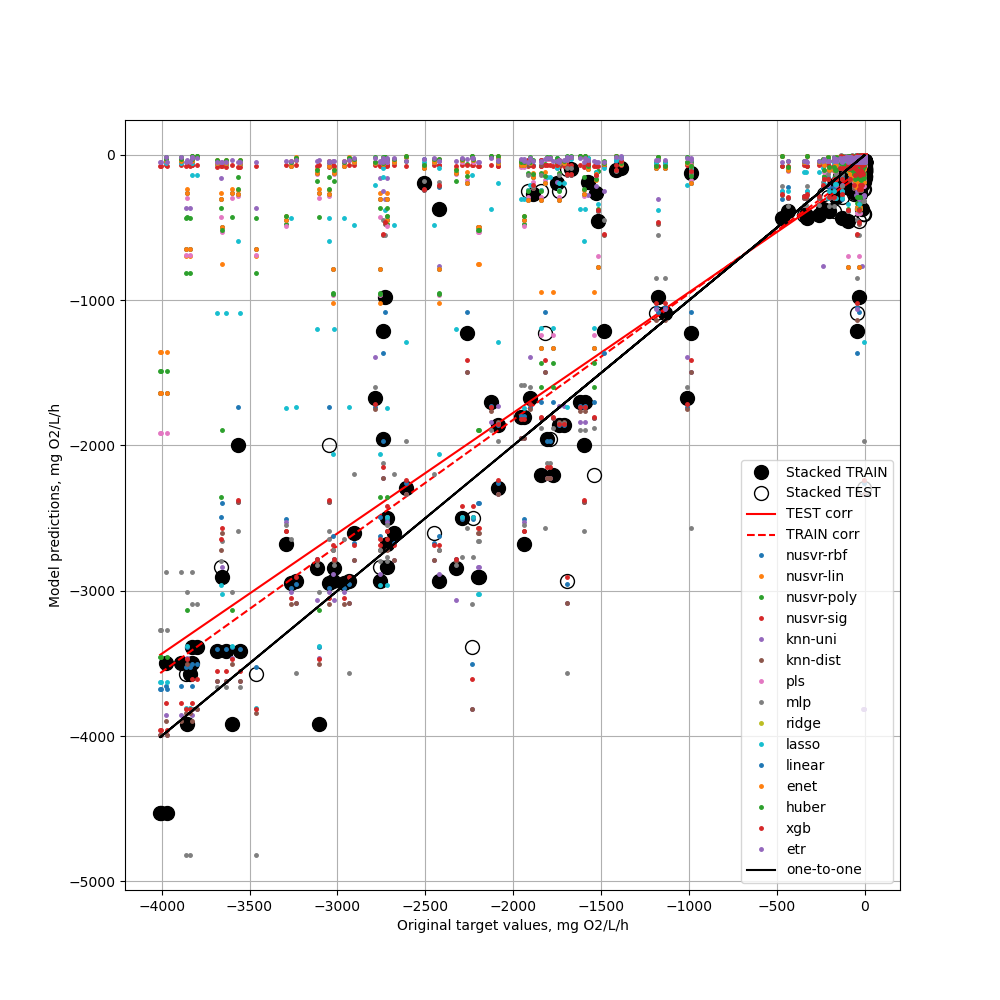 0
−1000
−2000
−3000
−4000
−5000
Model predictions, mg O2/L/h
−4000 −3500 −3000 −2500 −2000 −1500 −1000 −500 0
Original target values, mg O2/L/h
Stacked TRAIN
Stacked TEST
TEST corr
TRAIN corr
nusvr-rbf
nusvr-lin
nusvr-poly
nusvr-sig
knn-uni
knn-dist
pls
mlp
ridge
lasso
linear
enet
huber
xgb
etr
one-to-one